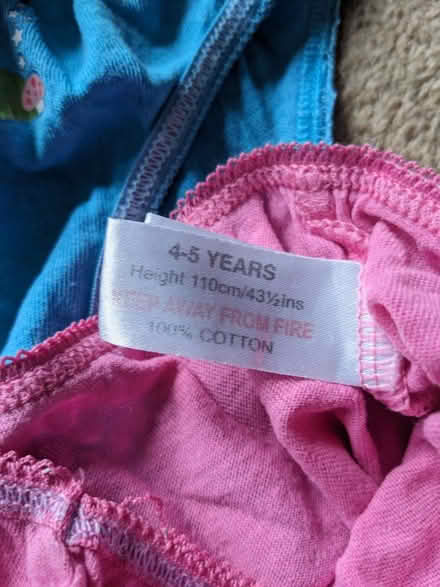 4-5 YEARS
Height 110cm/43½ins
KEEP AWAY FROM FIRE
100% COTTON